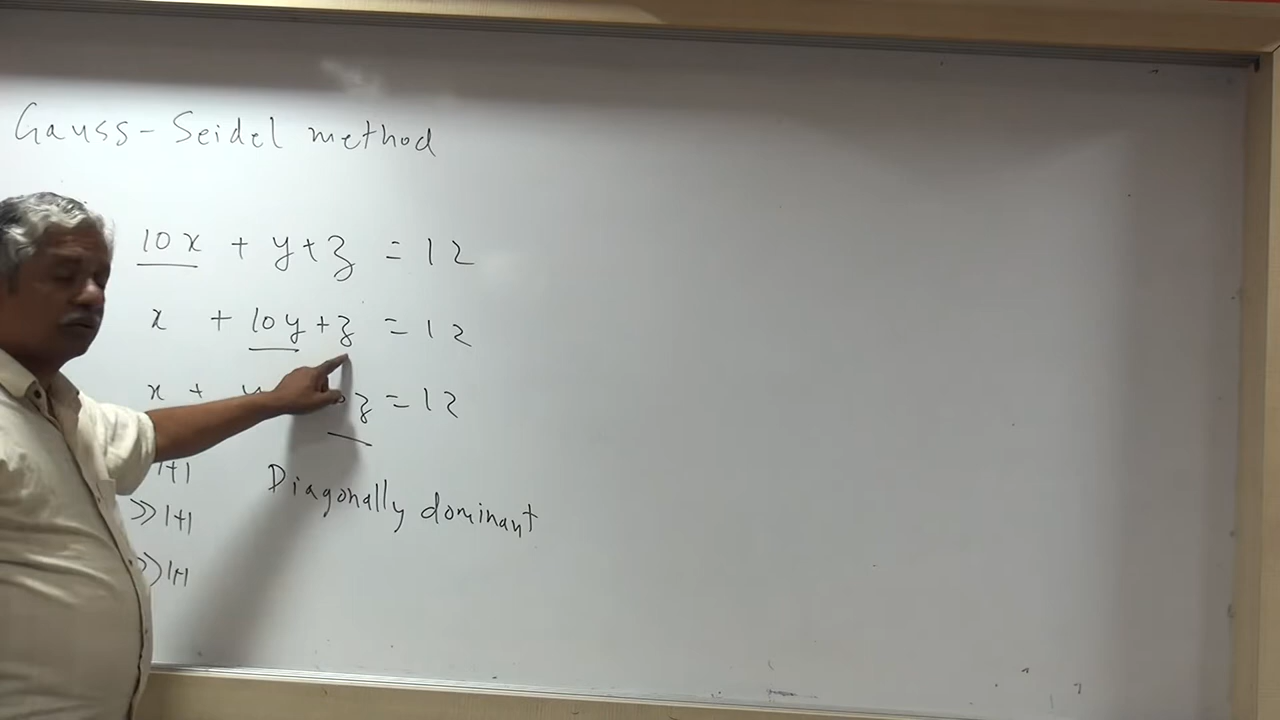 Gauss - Seidel method
10x + y + z = 12
x + 10y + z = 12
x + y z = 12
1+1
Diagonally dominant
>> 1+1
>> 1+1